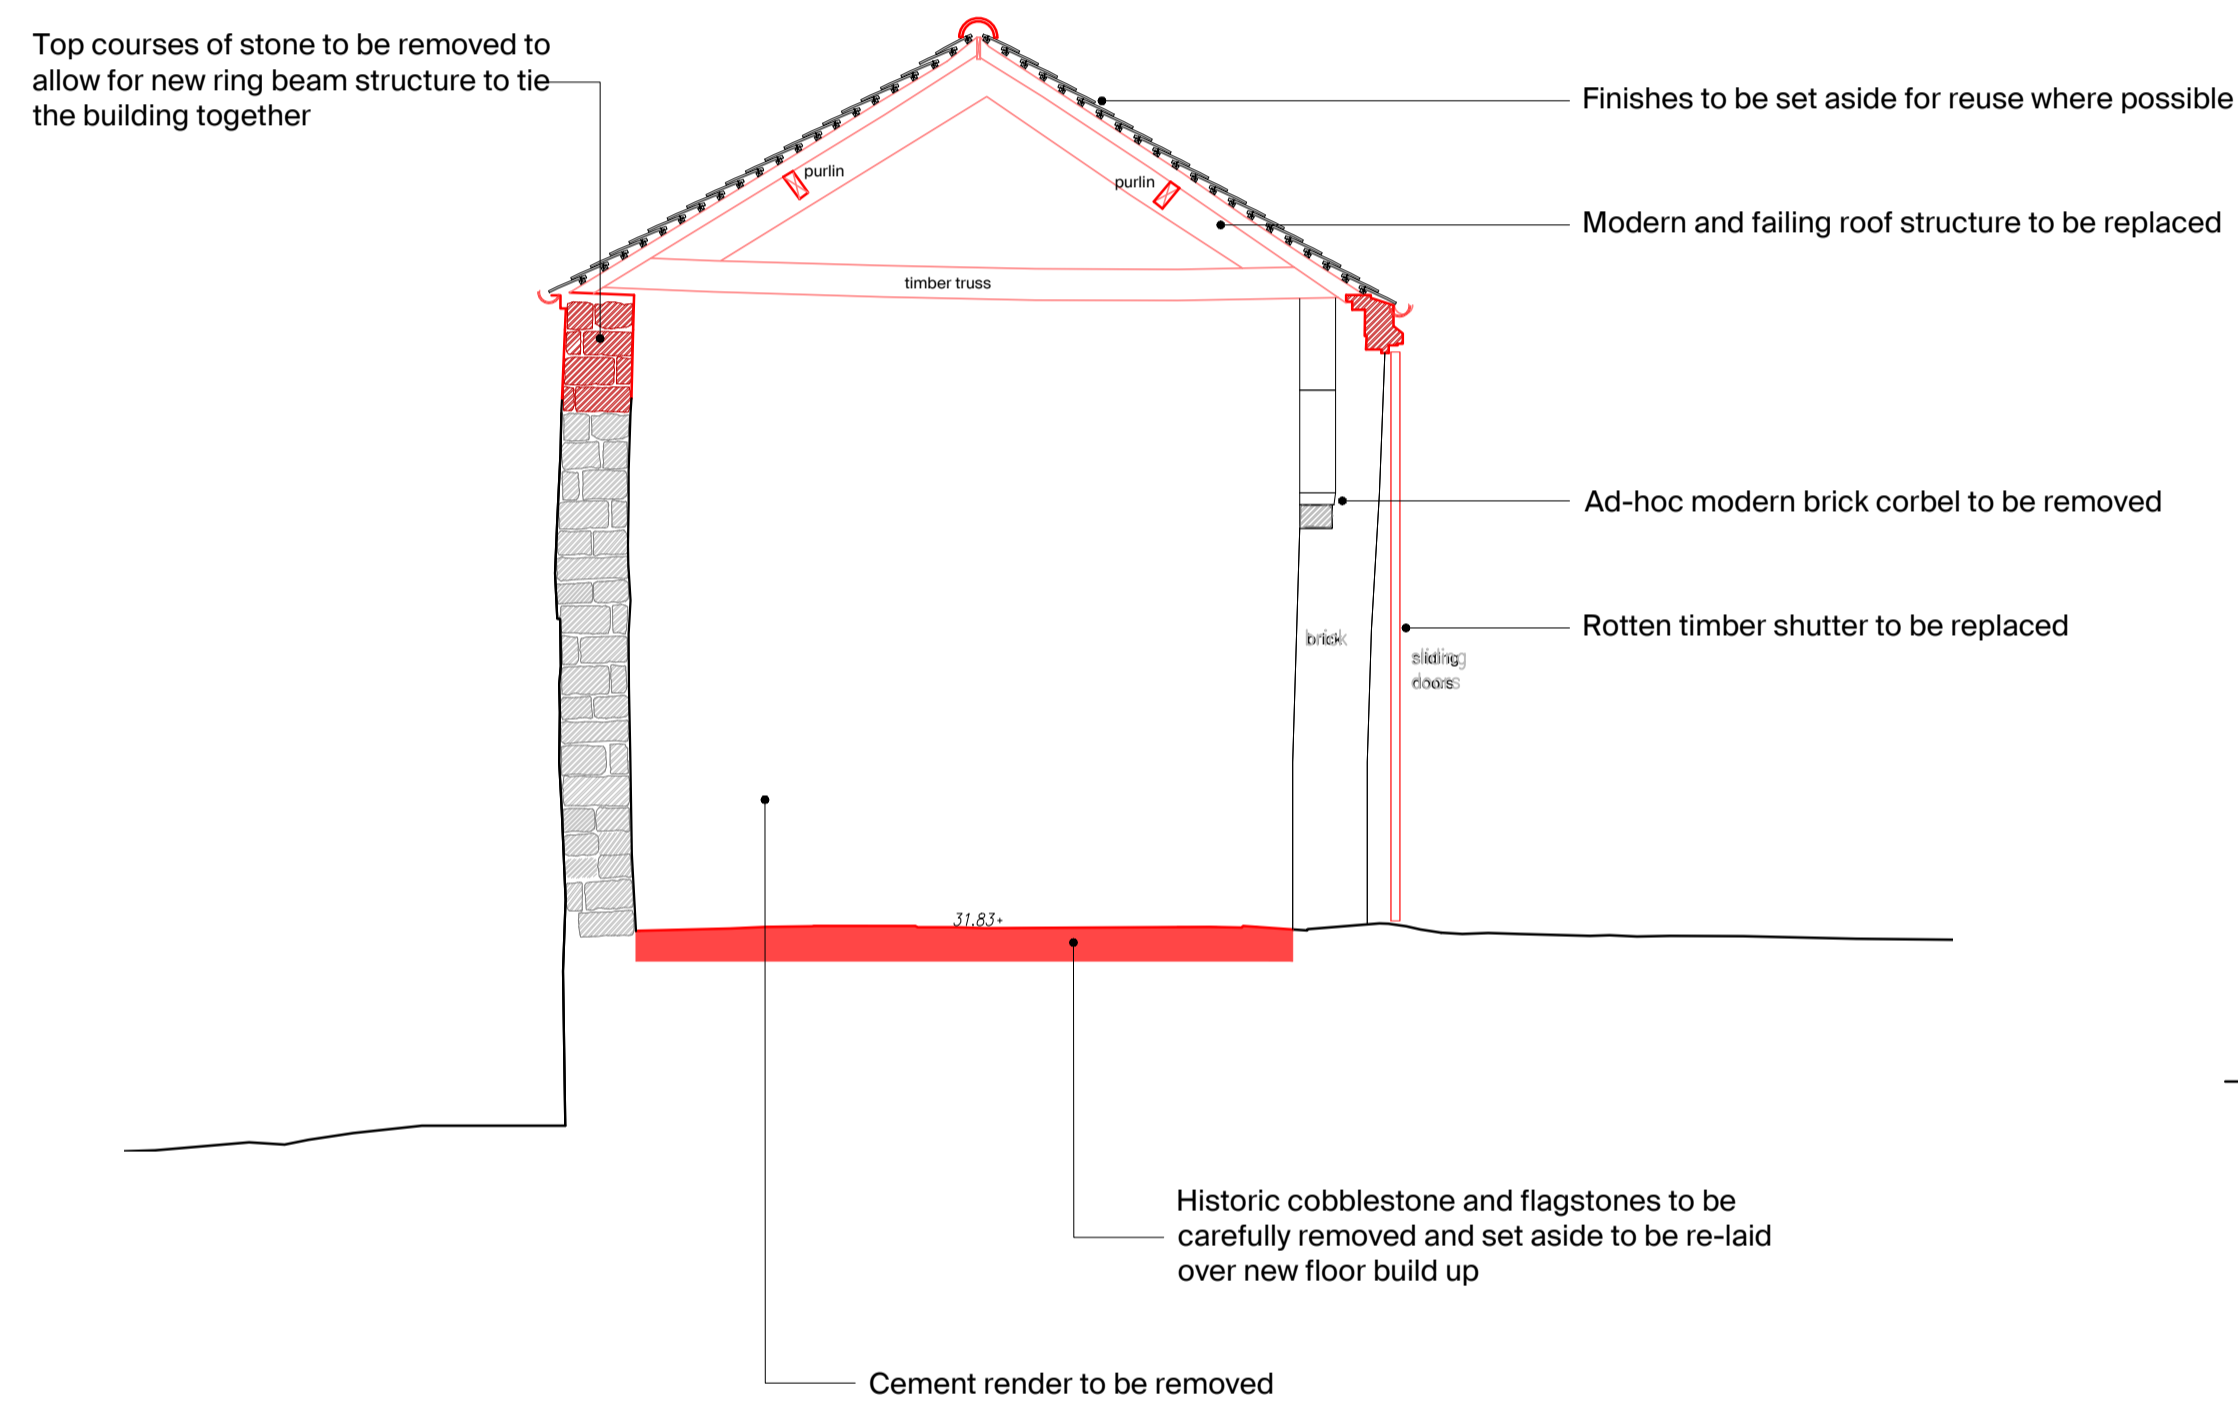 Top courses of stone to be removed to
allow for new ring beam structure to tie
the building together
Finishes to be set aside for reuse where possible
purlin
purlin
Modern and failing roof structure to be replaced
timber truss
Ad-hoc modern brick corbel to be removed
Rotten timber shutter to be replaced
brick
sliding
doors
31.83+
Historic cobblestone and flagstones to be
carefully removed and set aside to be re-laid
over new floor build up
Cement render to be removed